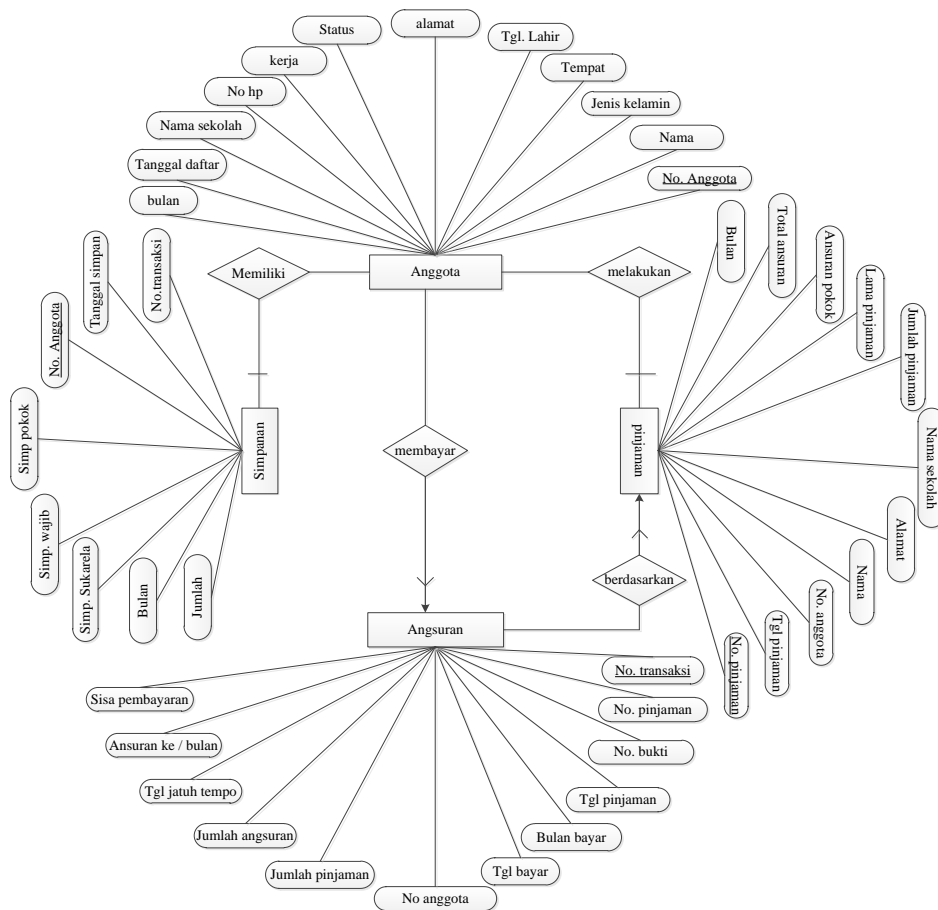 alamat
Status
Tgl. Lahir
kerja
Tempat
No hp
Jenis kelamin
Nama sekolah
Nama
Tanggal daftar
No. Anggota
bulan
Memiliki
Anggota
melakukan
No.transaksi
Tanggal simpan
No. Anggota
Simp pokok
Simp. wajib
Simp. Sukarela
Bulan
Jumlah
Simpanan
membayar
pinjaman
Bulan
Total ansuran
Ansuran pokok
Lama pinjaman
Jumlah pinjaman
Nama sekolah
Alamat
Nama
No. anggota
Tgl pinjaman
No. pinjaman
berdasarkan
Angsuran
No. transaksi
Sisa pembayaran
No. pinjaman
Ansuran ke / bulan
No. bukti
Tgl jatuh tempo
Tgl pinjaman
Jumlah angsuran
Bulan bayar
Jumlah pinjaman
Tgl bayar
No anggota